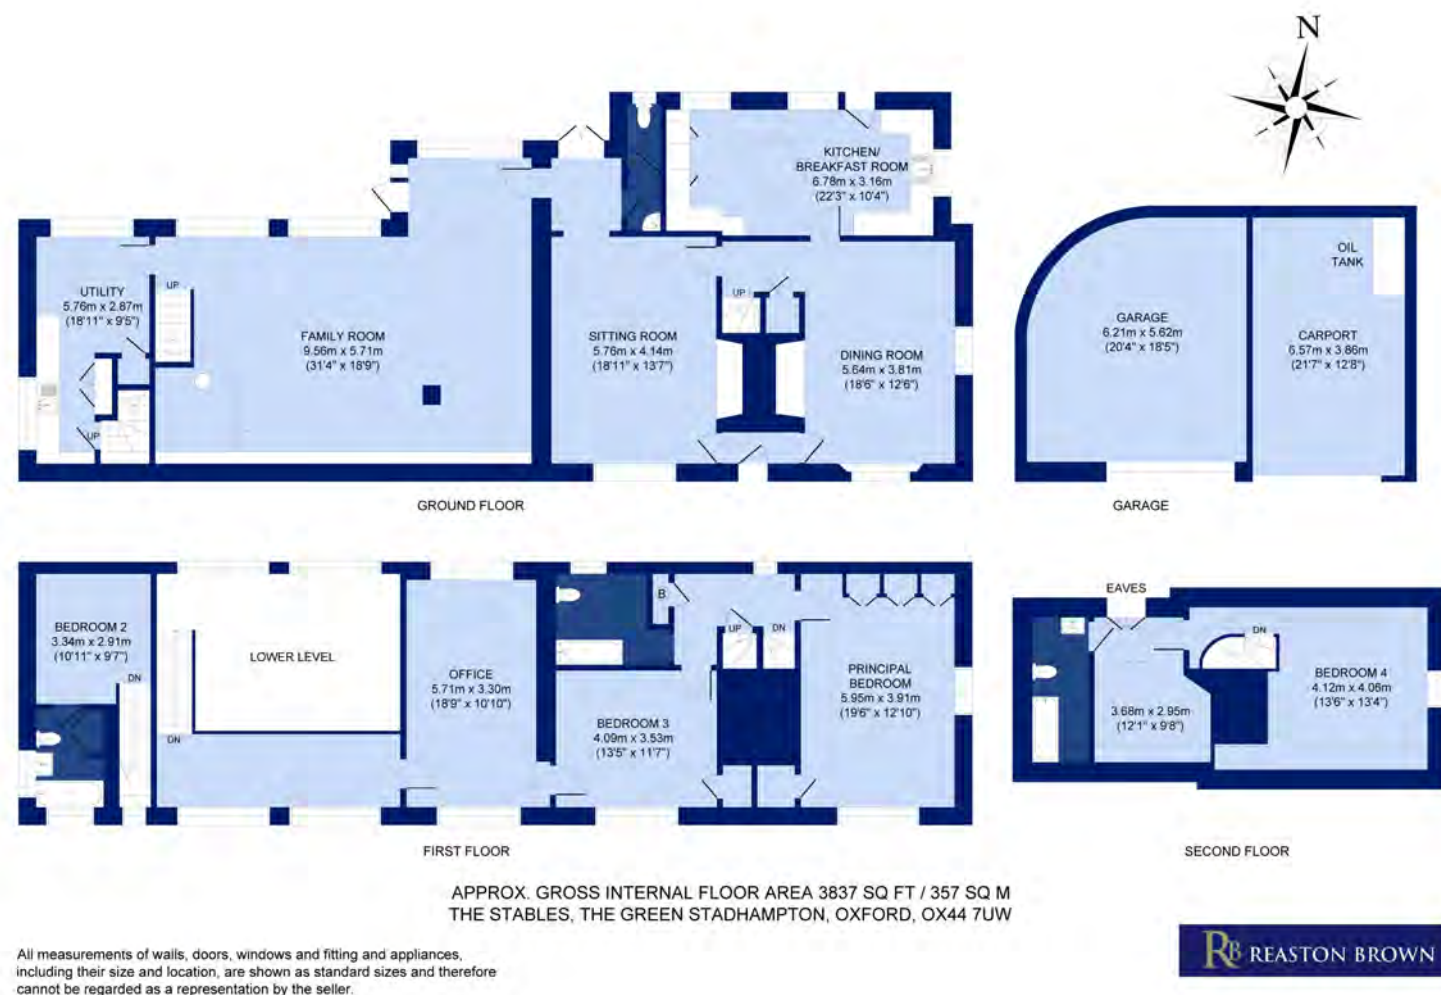 N
KITCHEN/
BREAKFAST ROOM
6.78m x 3.16m
(22'3" x 10'4")
UTILITY
5.76m x 2.87m
(18'11" x 9'5")
UP
FAMILY ROOM
9.56m x 5.71m
(31'4" x 18'9")
UP
SITTING ROOM
5.76m x 4.14m
(18'11" x 13'7")
UP
DINING ROOM
5.64m x 3.81m
(18'6" x 12'6")
GARAGE
6.21m x 5.62m
(20'4" x 18'5")
OIL
TANK
CARPORT
6.57m x 3.86m
(21'7" x 12'8")
GROUND FLOOR
GARAGE
BEDROOM 2
3.34m x 2.91m
(10'11" x 9'7")
DN
LOWER LEVEL
DN
OFFICE
5.71m x 3.30m
(18'9" x 10'10")
B
UP
DN
BEDROOM 3
4.09m x 3.53m
(13'5" x 11'7")
PRINCIPAL
BEDROOM
5.95m x 3.91m
(19'6" x 12'10")
EAVES
DN
3.68m x 2.95m
(12'1" x 9'8")
BEDROOM 4
4.12m x 4.06m
(13'6" x 13'4")
FIRST FLOOR
SECOND FLOOR
APPROX. GROSS INTERNAL FLOOR AREA 3837 SQ FT / 357 SQ M
THE STABLES, THE GREEN STADHAMPTON, OXFORD, OX44 7UW
All measurements of walls, doors, windows and fitting and appliances,
including their size and location, are shown as standard sizes and therefore
cannot be regarded as a representation by the seller.
RB REASTON BROWN